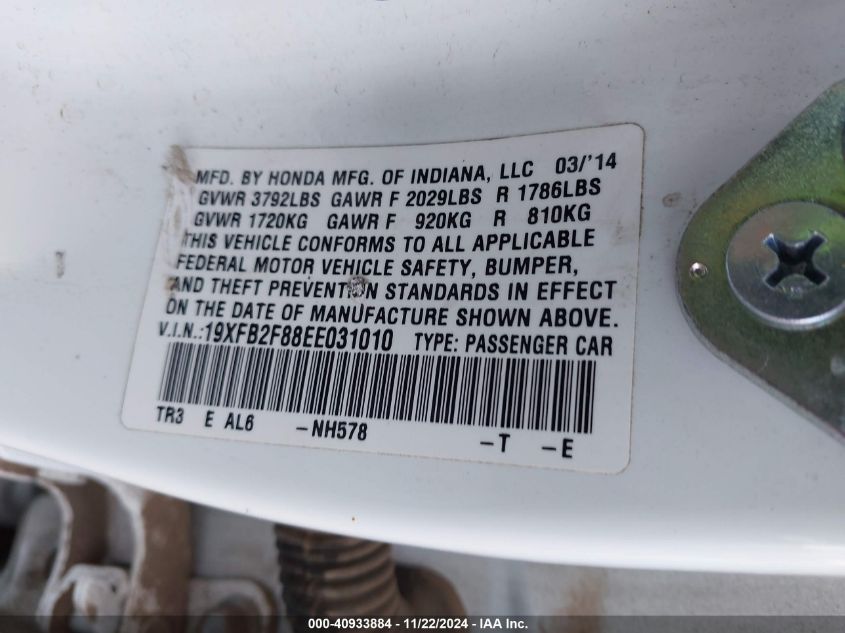 MFD. BY HONDA MFG. OF INDIANA, LLC 03/'14
GVWR 3792LBS GAWR F 2029LBS R 1786LBS
GVWR 1720KG GAWR F 920KG R 810KG
THIS VEHICLE CONFORMS TO ALL APPLICABLE
FEDERAL MOTOR VEHICLE SAFETY, BUMPER,
AND THEFT PREVENTION STANDARDS IN EFFECT
ON THE DATE OF MANUFACTURE SHOWN ABOVE.
V.I.N.:19XFB2F88EE031010 TYPE: PASSENGER CAR
TR3 E AL6 -NH578 -T -E
000-40933884 - 11/22/2024 - © IAA, Inc.